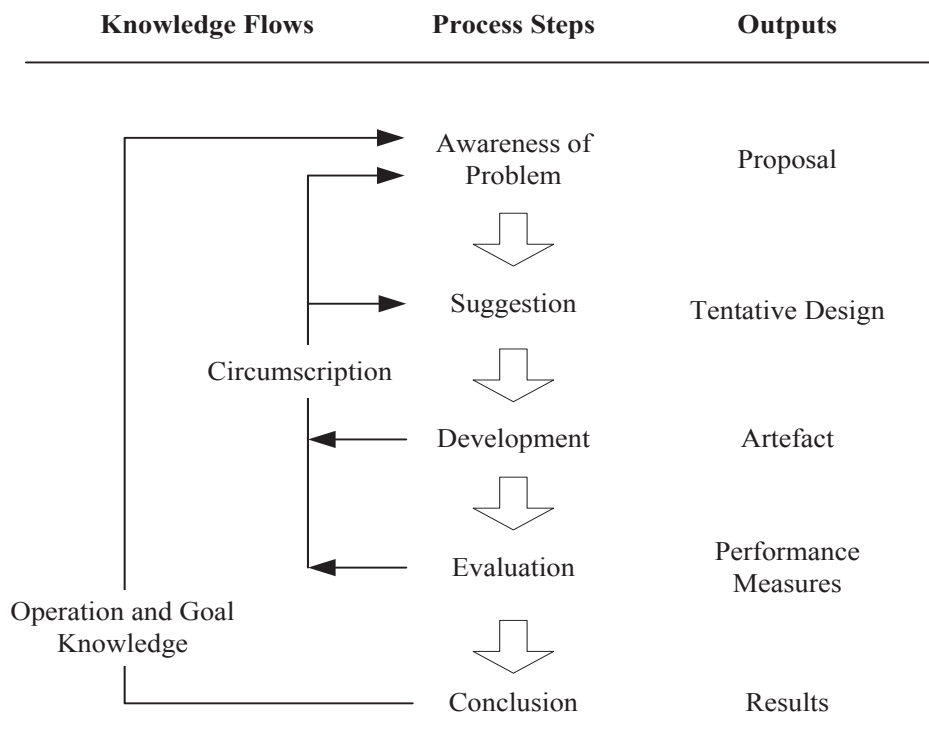 Knowledge Flows
Process Steps
Outputs
Awareness of
Problem
Proposal
Suggestion
Tentative Design
Circumscription
Development
Artefact
Evaluation
Performance
Measures
Operation and Goal
Knowledge
Conclusion
Results